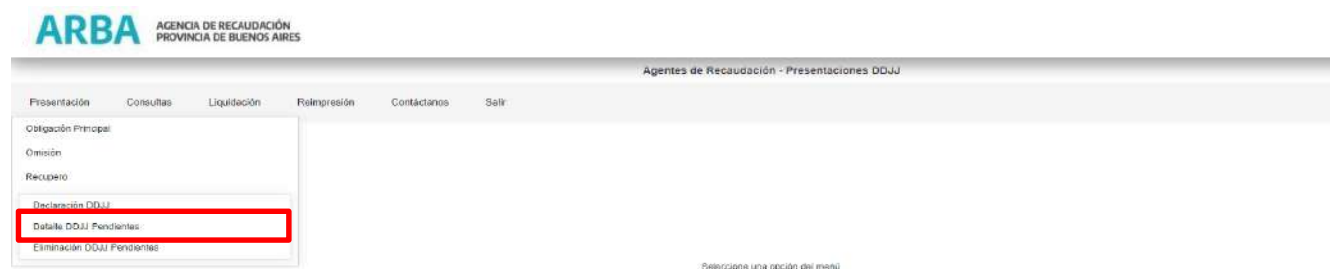 ARBA AGENCIA DE RECAUDACIÓN
PROVINCIA DE BUENOS AIRES
Agentes de Recaudación - Presentaciones DDJJ
Presentación Consultas Liquidación Reimpresión Contáctanos Salir
Obligación Principal
Omisión
Recupero
Declaración DDJJ
Detalle DDJJ Pendientes
Eliminación DDJJ Pendientes
Seleccione una opción del menú